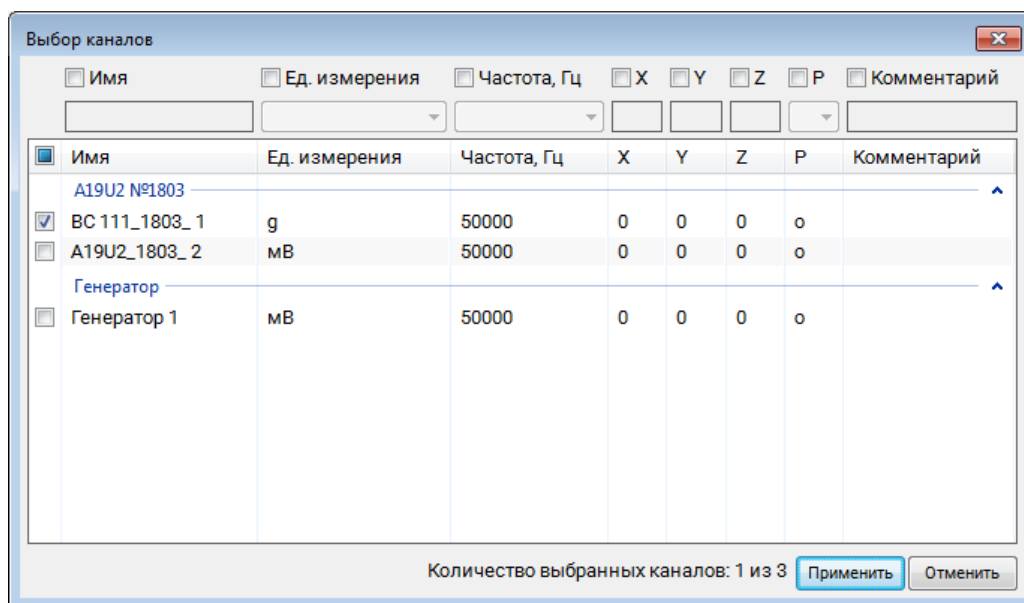 Выбор каналов
Имя Ед. измерения Частота, Гц X Y Z P Комментарий
Имя Ед. измерения Частота, Гц X Y Z P Комментарий
A19U2 №1803
BC 111_1803_ 1 g 50000 0 0 0 o
A19U2_1803_ 2 мВ 50000 0 0 0 o
Генератор
Генератор 1 мВ 50000 0 0 0 o
Количество выбранных каналов: 1 из 3 Применить Отменить